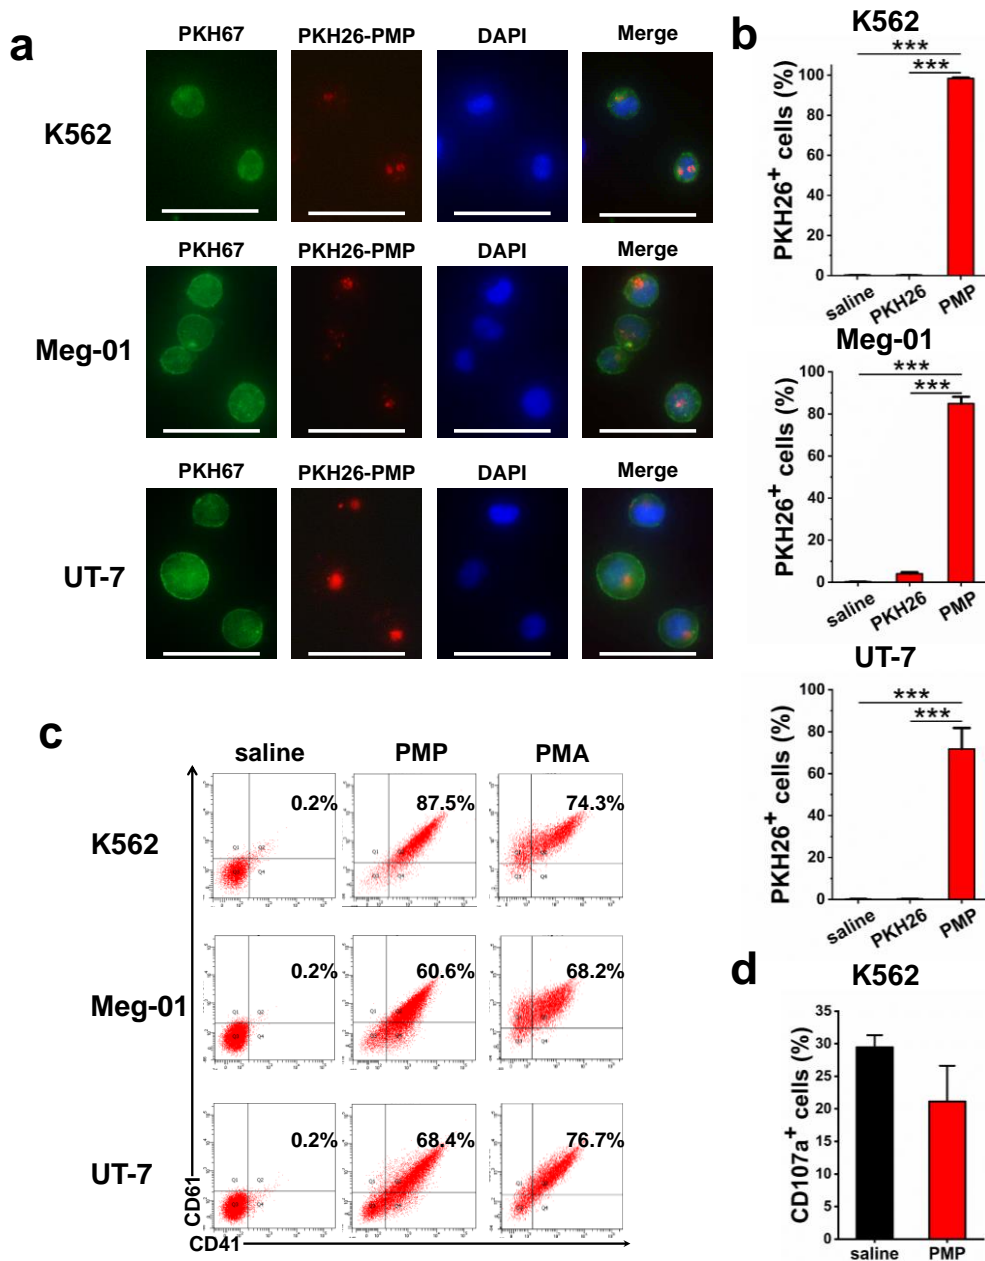 a
PKH67 PKH26-PMP DAPI Merge
K562
PKH67 PKH26-PMP DAPI Merge
Meg-01
PKH67 PKH26-PMP DAPI Merge
UT-7
b
K562
PKH26+ cells (%)
100
80
60
40
20
0
saline PKH26 PMP
***
***
Meg-01
PKH26+ cells (%)
100
80
60
40
20
0
saline PKH26 PMP
***
***
UT-7
PKH26+ cells (%)
100
80
60
40
20
0
saline PKH26 PMP
***
***
c
saline PMP PMA
K562
0.2% 87.5% 74.3%
Meg-01
0.2% 60.6% 68.2%
UT-7
0.2% 68.4% 76.7%
CD61
CD41
d
K562
CD107a+ cells (%)
35
30
25
20
15
10
5
0
saline PMP